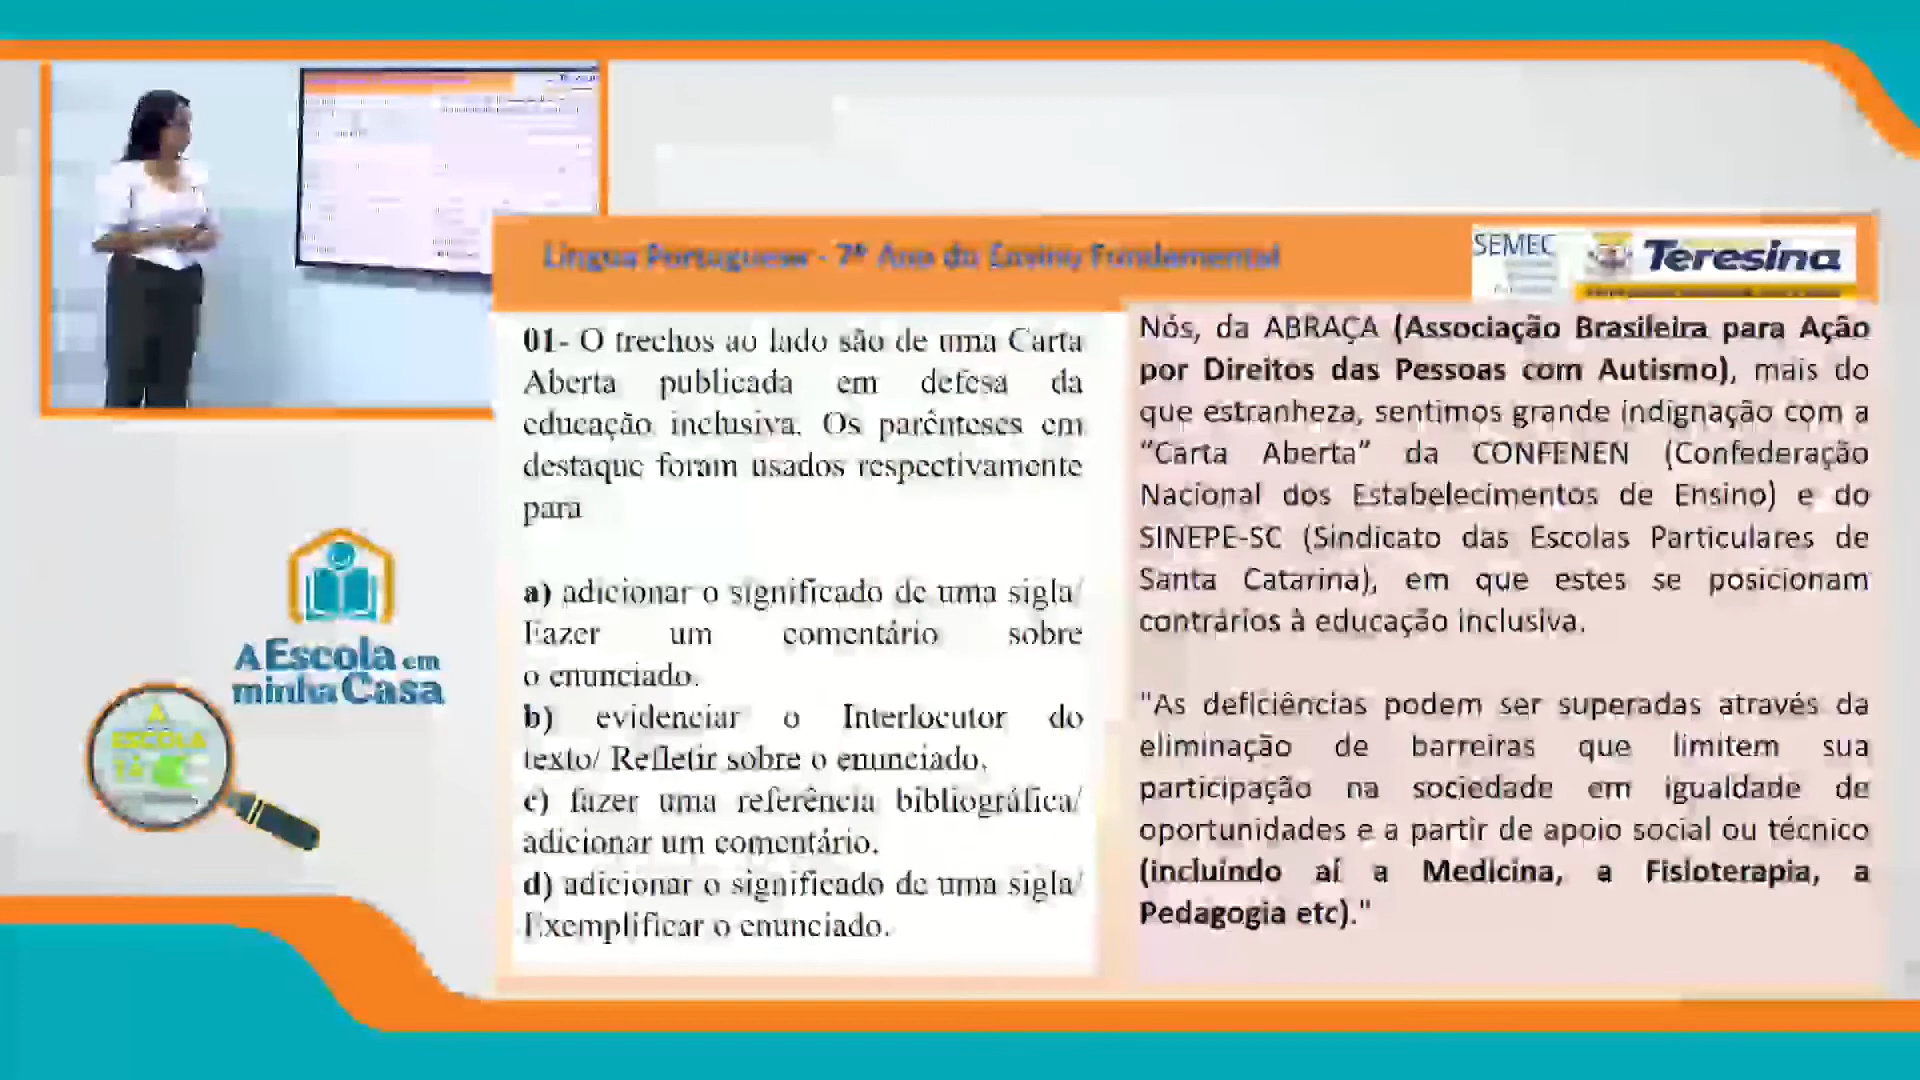 Língua Portuguesa - 7º Ano do Ensino Fundamental
SEMEC
Teresina
01- O trechos ao lado são de uma Carta
Aberta publicada em defesa da
educação inclusiva. Os parênteses em
destaque foram usados respectivamente
para
a) adicionar o significado de uma sigla/
Fazer um comentário sobre
o enunciado.
b) evidenciar o Interlocutor do
texto/ Refletir sobre o enunciado.
c) fazer uma referência bibliográfica/
adicionar um comentário.
d) adicionar o significado de uma sigla/
Exemplificar o enunciado.
Nós, da ABRAÇA (Associação Brasileira para Ação
por Direitos das Pessoas com Autismo), mais do
que estranheza, sentimos grande indignação com a
“Carta Aberta” da CONFENEN (Confederação
Nacional dos Estabelecimentos de Ensino) e do
SINEPE-SC (Sindicato das Escolas Particulares de
Santa Catarina), em que estes se posicionam
contrários à educação inclusiva.
"As deficiências podem ser superadas através da
eliminação de barreiras que limitem sua
participação na sociedade em igualdade de
oportunidades e a partir de apoio social ou técnico
(incluindo aí a Medicina, a Fisioterapia, a
Pedagogia etc)."
A Escola em
minha Casa
A
ESCOLA
TÁ